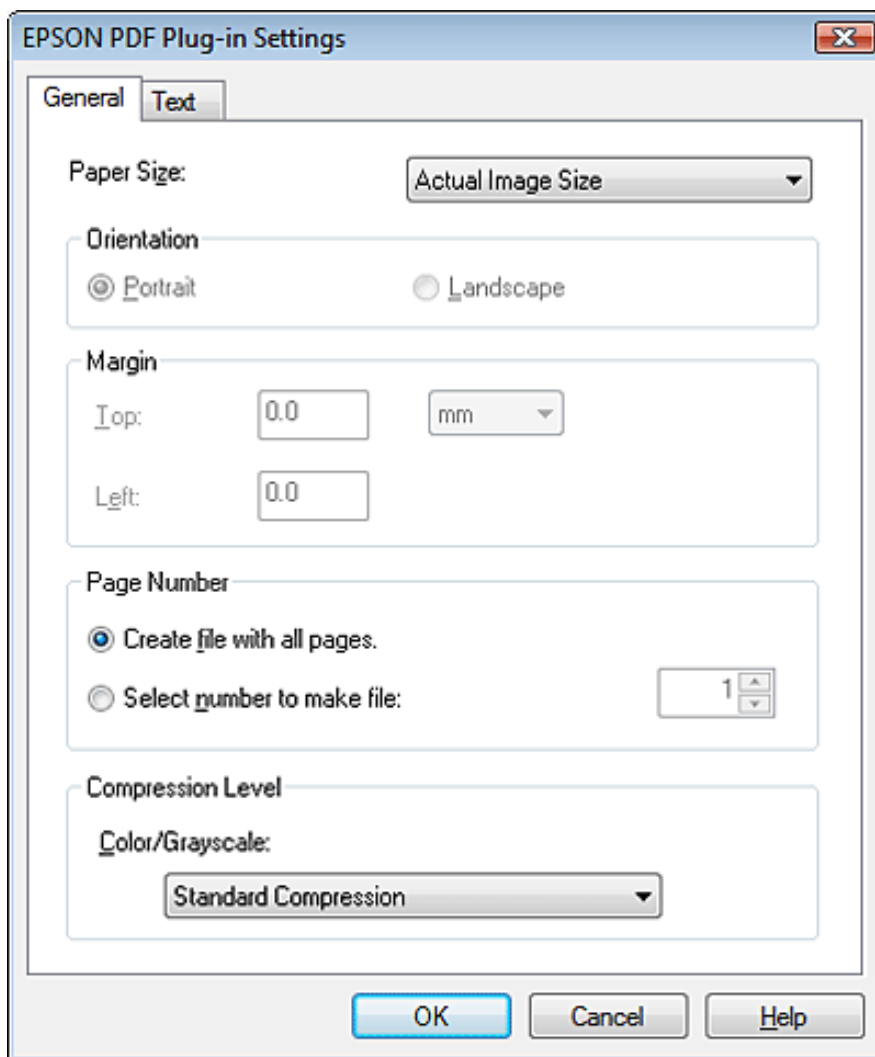 EPSON PDF Plug-in Settings
General Text
Paper Size: Actual Image Size
Orientation
Portrait Landscape
Margin
Top: 0.0 mm
Left: 0.0
Page Number
Create file with all pages.
Select number to make file: 1
Compression Level
Color/Grayscale:
Standard Compression
OK Cancel Help